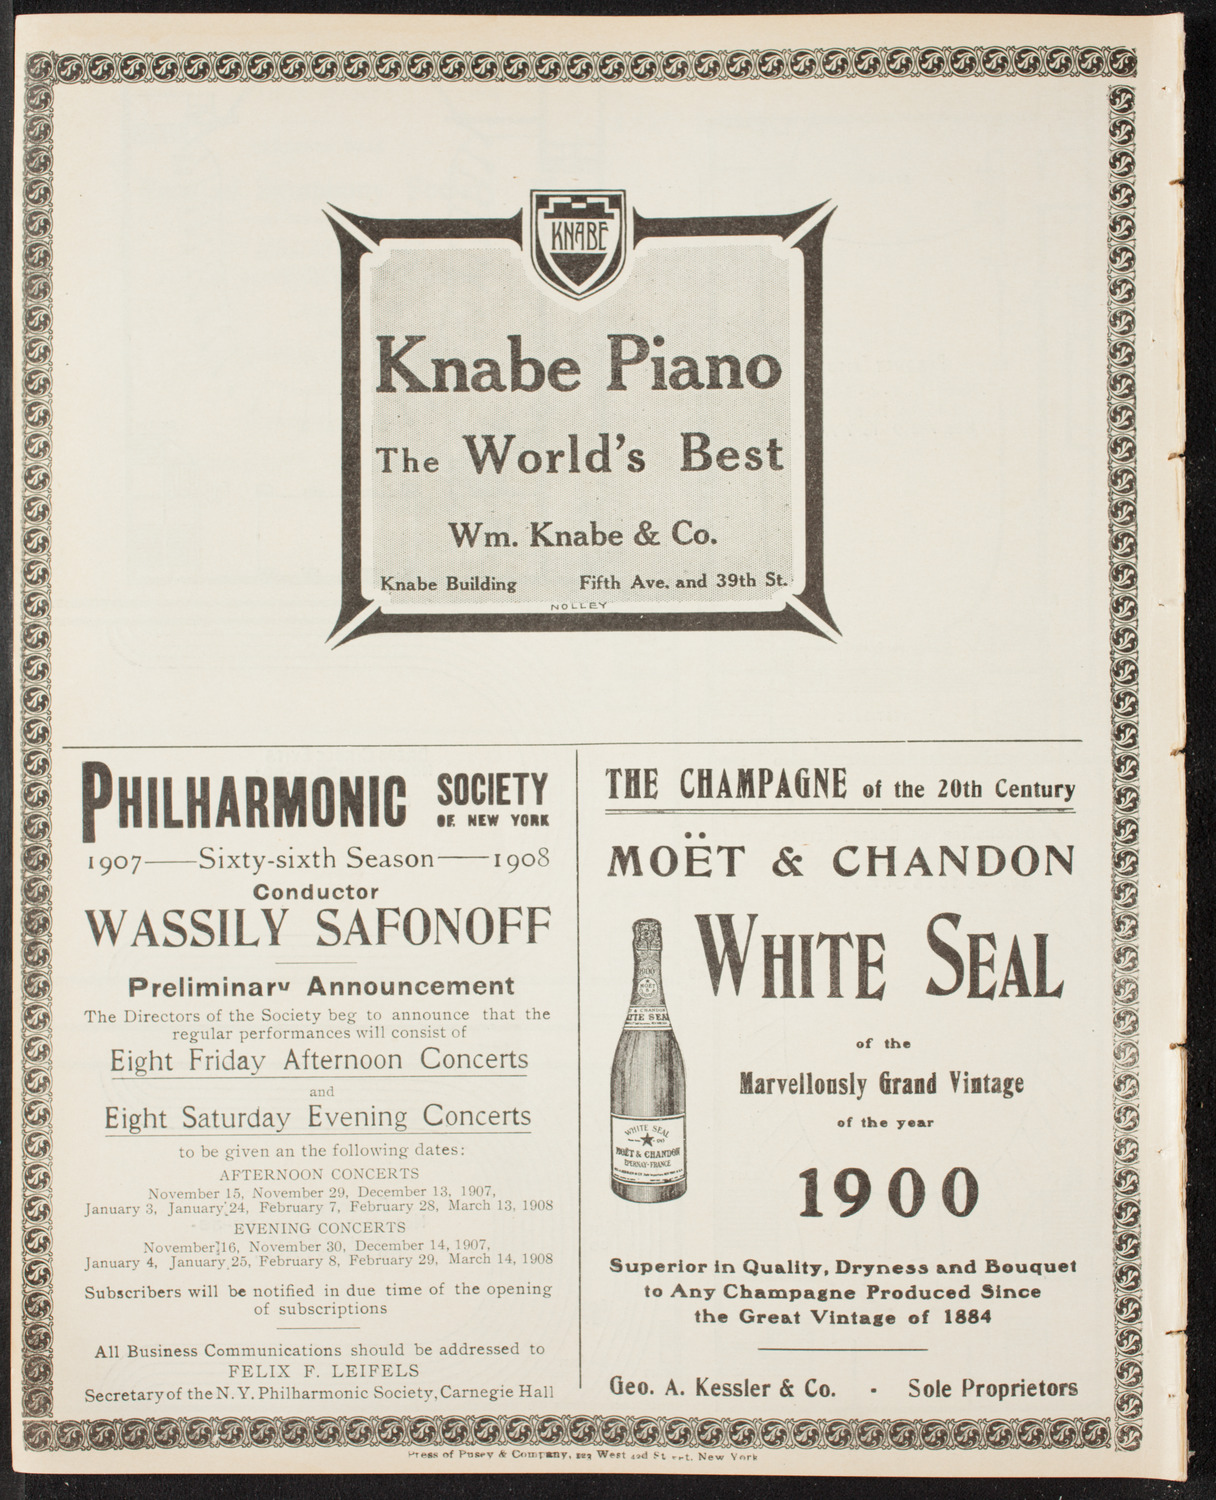 KNABE
Knabe Piano
The World's Best
Wm. Knabe & Co.
Knabe Building Fifth Ave. and 39th St.
NOLLEY
PHILHARMONIC SOCIETY
OF NEW YORK
1907——Sixty-sixth Season——1908
Conductor
WASSILY SAFONOFF
Preliminary Announcement
The Directors of the Society beg to announce that the
regular performances will consist of
Eight Friday Afternoon Concerts
and
Eight Saturday Evening Concerts
to be given an the following dates:
AFTERNOON CONCERTS
November 15, November 29, December 13, 1907,
January 3, January 24, February 7, February 28, March 13, 1908
EVENING CONCERTS
November 16, November 30, December 14, 1907,
January 4, January 25, February 8, February 29, March 14, 1908
Subscribers will be notified in due time of the opening
of subscriptions
All Business Communications should be addressed to
FELIX F. LEIFELS
Secretary of the N. Y. Philharmonic Society, Carnegie Hall
THE CHAMPAGNE of the 20th Century
MOËT & CHANDON
WHITE SEAL
of the
Marvellously Grand Vintage
of the year
1900
WHITE SEAL
MOËT & CHANDON
EPERNAY-FRANCE
Superior in Quality, Dryness and Bouquet
to Any Champagne Produced Since
the Great Vintage of 1884
Geo. A. Kessler & Co. - Sole Proprietors
Press of Pusey & Company, West New York